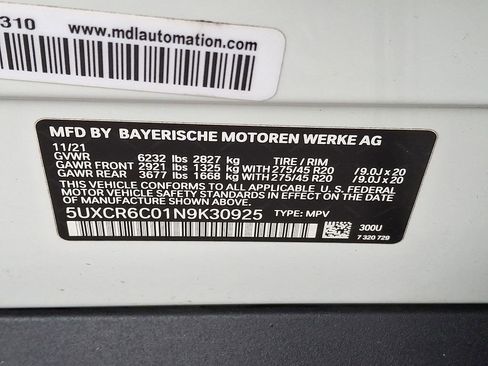 310
www.mdlautomation.com
MFD BY BAYERISCHE MOTOREN WERKE AG
11/21
GVWR 6232 lbs 2827 kg TIRE / RIM
GAWR FRONT 2921 lbs 1325 kg WITH 275/45 R20 /9.0J x 20
GAWR REAR 3677 lbs 1668 kg WITH 275/45 R20 /9.0J x 20
THIS VEHICLE CONFORMS TO ALL APPLICABLE U. S. FEDERAL
MOTOR VEHICLE SAFETY AND THEFT PREVENTION STANDARDS
IN EFFECT ON THE DATE OF MANUFACTURE SHOWN ABOVE.
5UXCR6C01N9K30925 TYPE: MPV
300U
7 320 729